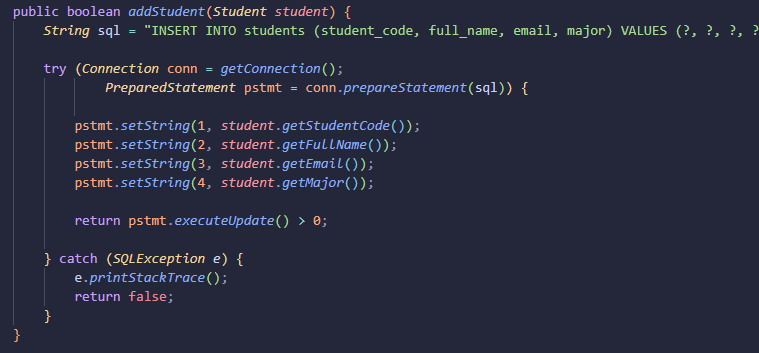 public boolean addStudent(Student student) {
String sql = "INSERT INTO students (student_code, full_name, email, major) VALUES (?, ?, ?, ?
try (Connection conn = getConnection();
PreparedStatement pstmt = conn.prepareStatement(sql)) {
pstmt.setString(1, student.getStudentCode());
pstmt.setString(2, student.getFullName());
pstmt.setString(3, student.getEmail());
pstmt.setString(4, student.getMajor());
return pstmt.executeUpdate() > 0;
} catch (SQLException e) {
e.printStackTrace();
return false;
}
}